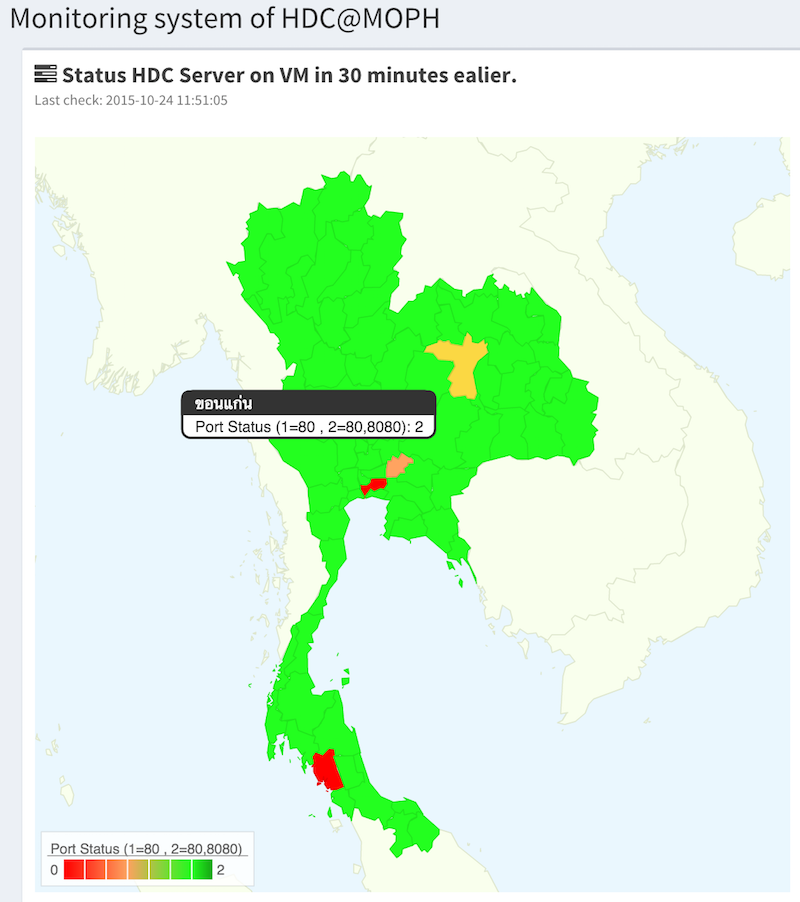 Monitoring system of HDC@MOPH
Status HDC Server on VM in 30 minutes ealier.
Last check: 2015-10-24 11:51:05
ขอนแก่น
Port Status (1=80 , 2=80,8080): 2
Port Status (1=80 , 2=80,8080)
0 2